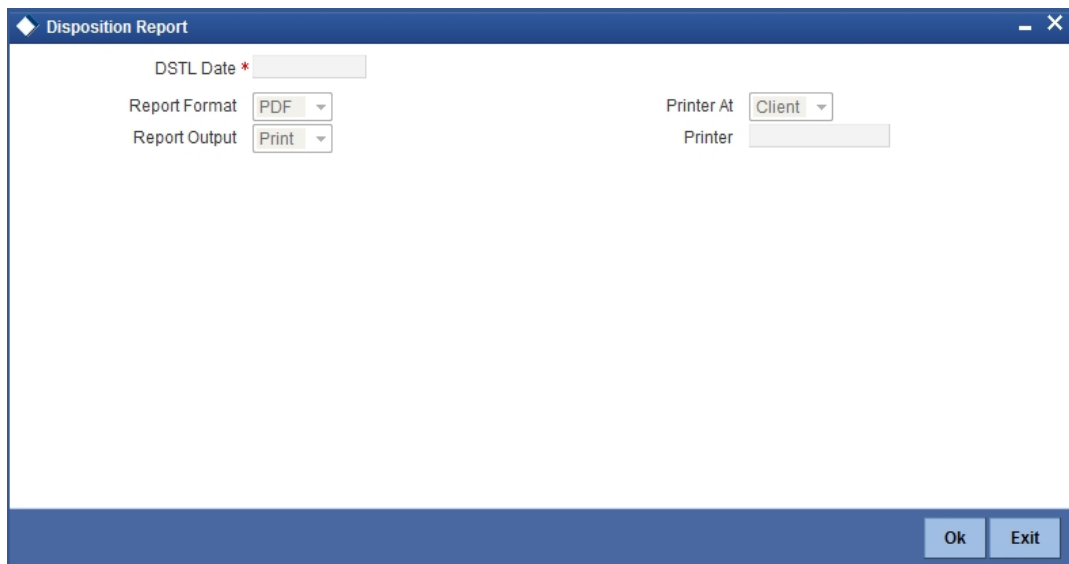 Disposition Report
DSTL Date *
Report Format PDF Printer At Client
Report Output Print Printer
Ok Exit